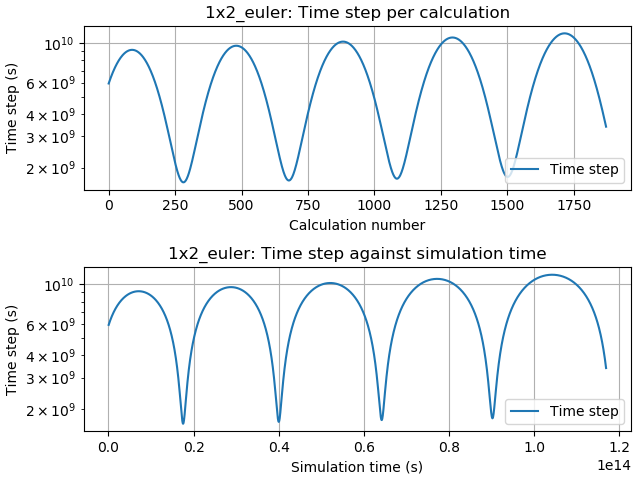 1x2_euler: Time step per calculation
Time step (s)
10^10
6 × 10^9
4 × 10^9
3 × 10^9
2 × 10^9
Time step
0 250 500 750 1000 1250 1500 1750
Calculation number
1x2_euler: Time step against simulation time
Time step (s)
10^10
6 × 10^9
4 × 10^9
3 × 10^9
2 × 10^9
Time step
0.0 0.2 0.4 0.6 0.8 1.0 1.2
1e14
Simulation time (s)